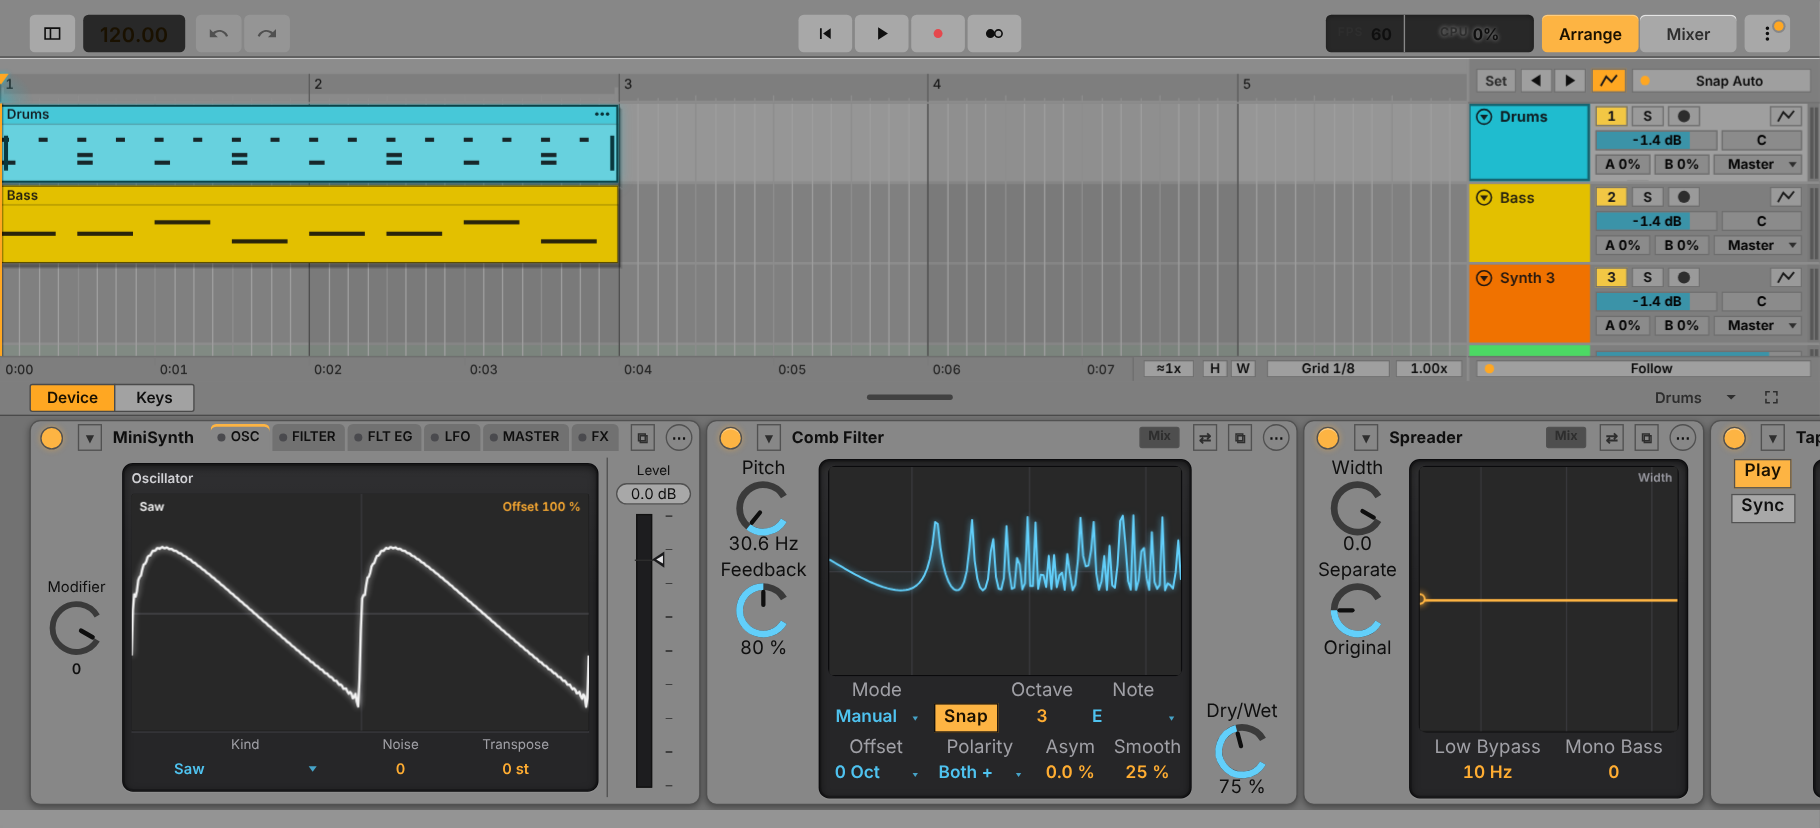 120.00
FPS 60
CPU 0%
Arrange
Mixer
1 2 3 4 5
Set
Snap Auto
Drums
Drums
1 S
-1.4 dB C
A 0% B 0% Master
Bass
Bass
2 S
-1.4 dB C
A 0% B 0% Master
Synth 3
3 S
-1.4 dB C
A 0% B 0% Master
0:00 0:01 0:02 0:03 0:04 0:05 0:06 0:07
≈1x H W Grid 1/8 1.00x Follow
Device Keys
Drums
MiniSynth OSC FILTER FLT EG LFO MASTER FX
Oscillator
Saw
Offset 100 %
Modifier
0
Kind Noise Transpose
Saw 0 0 st
Level
0.0 dB
Comb Filter Mix
Pitch
30.6 Hz
Feedback
80 %
Mode Octave Note
Manual Snap 3 E
Offset Polarity Asym Smooth
0 Oct Both + 0.0 % 25 %
Dry/Wet
75 %
Spreader Mix
Width
0.0
Separate
Original
Width
Low Bypass Mono Bass
10 Hz 0
Tap
Play
Sync